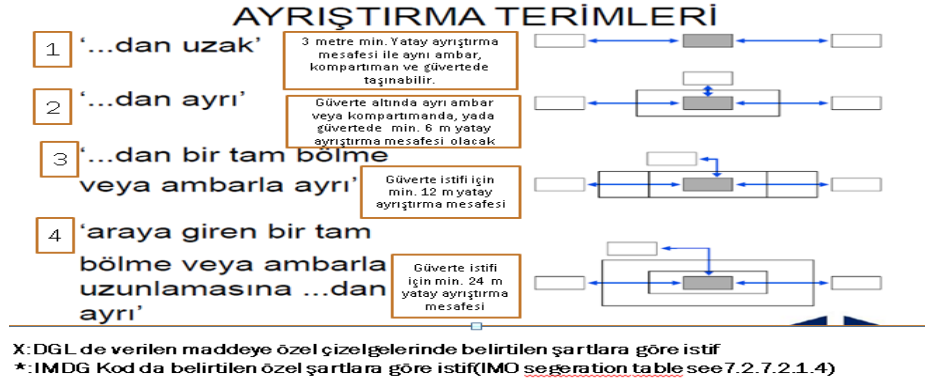 AYRIŞTIRMA TERİMLERİ
1
‘...dan uzak’
3 metre min. Yatay ayrıştırma
mesafesi ile aynı ambar,
kompartıman ve güvertede
taşınabilir.
2
‘...dan ayrı’
Güverte altında ayrı ambar
veya kompartımanda, yada
güvertede min. 6 m yatay
ayrıştırma mesafesi olacak
3
‘...dan bir tam bölme
veya ambarla ayrı’
Güverte istifi için
min. 12 m yatay
ayrıştırma mesafesi
4
‘araya giren bir tam
bölme veya ambarla
uzunlamasına ...dan
ayrı’
Güverte istifi
için min. 24 m
yatay ayrıştırma
mesafesi
X:DGL de verilen maddeye özel çizelgelerinde belirtilen şartlara göre istif
*:IMDG Kod da belirtilen özel şartlara göre istif(IMO segeration table see7.2.7.2.1.4)